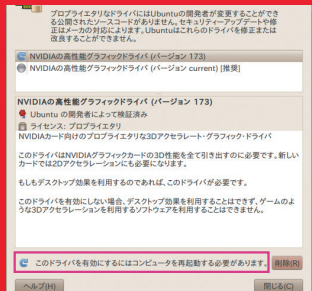 プロプライエタリなドライバにはUbuntuの開発者が変更することができ
る公開されたソースコードがありません。セキュリティーアップデートや修
正はメーカの対応によります。Ubuntuはこれらのドライバを修正または
改良することができません。
NVIDIAの高性能グラフィックドライバ (バージョン 173)
NVIDIAの高性能グラフィックドライバ (バージョン current) [推奨]
NVIDIAの高性能グラフィックドライバ (バージョン 173)
Ubuntu の開発者によって検証済み
ライセンス: プロプライエタリ
NVIDIAカード向けのプロプライエタリな3Dアクセラレート・グラフィック・ドライバ
このドライバはNVIDIAグラフィックカードの3D性能を全て引き出すのに必要です。新しい
カードでは2Dアクセラレーションにも必要になります。
もしもデスクトップ効果を利用するのであれば、このドライバが必要です。
このドライバを有効にしない場合、デスクトップ効果を利用することはできず、ゲームのよ
うな3Dアクセラレーションを利用するソフトウェアを利用することはできません。
このドライバを有効にするにはコンピュータを再起動する必要があります。 削除(R)
ヘルプ(H) 閉じる(C)